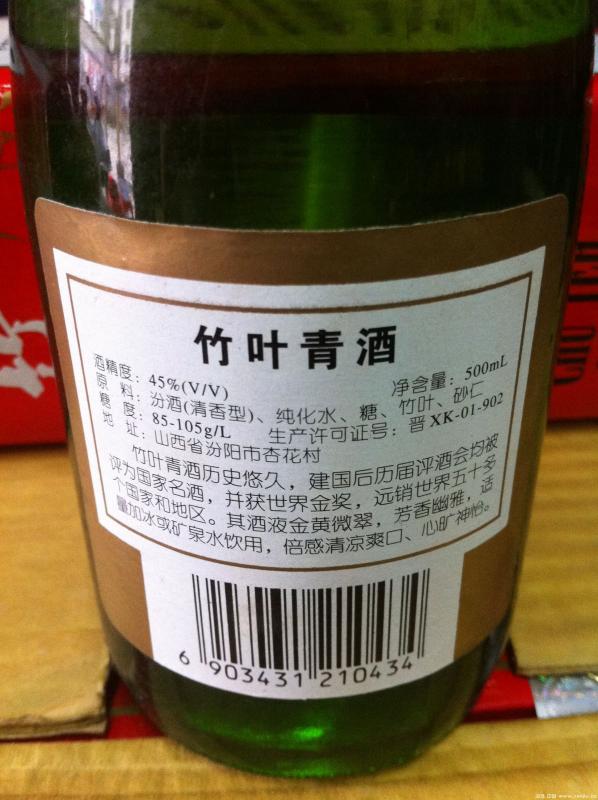 竹叶青酒
酒精度：45%(V/V) 净含量：500mL
原 料：汾酒(清香型)、纯化水、糖、竹叶、砂仁
糖 度：85-105g/L 生产许可证号：晋XK-01-902
地 址：山西省汾阳市杏花村
竹叶青酒历史悠久，建国后历届评酒会均被
评为国家名酒，并获世界金奖，远销世界五十多
个国家和地区。其酒液金黄微翠，芳香幽雅，适
量加冰或矿泉水饮用，倍感清凉爽口、心旷神怡。
6 903431 210434